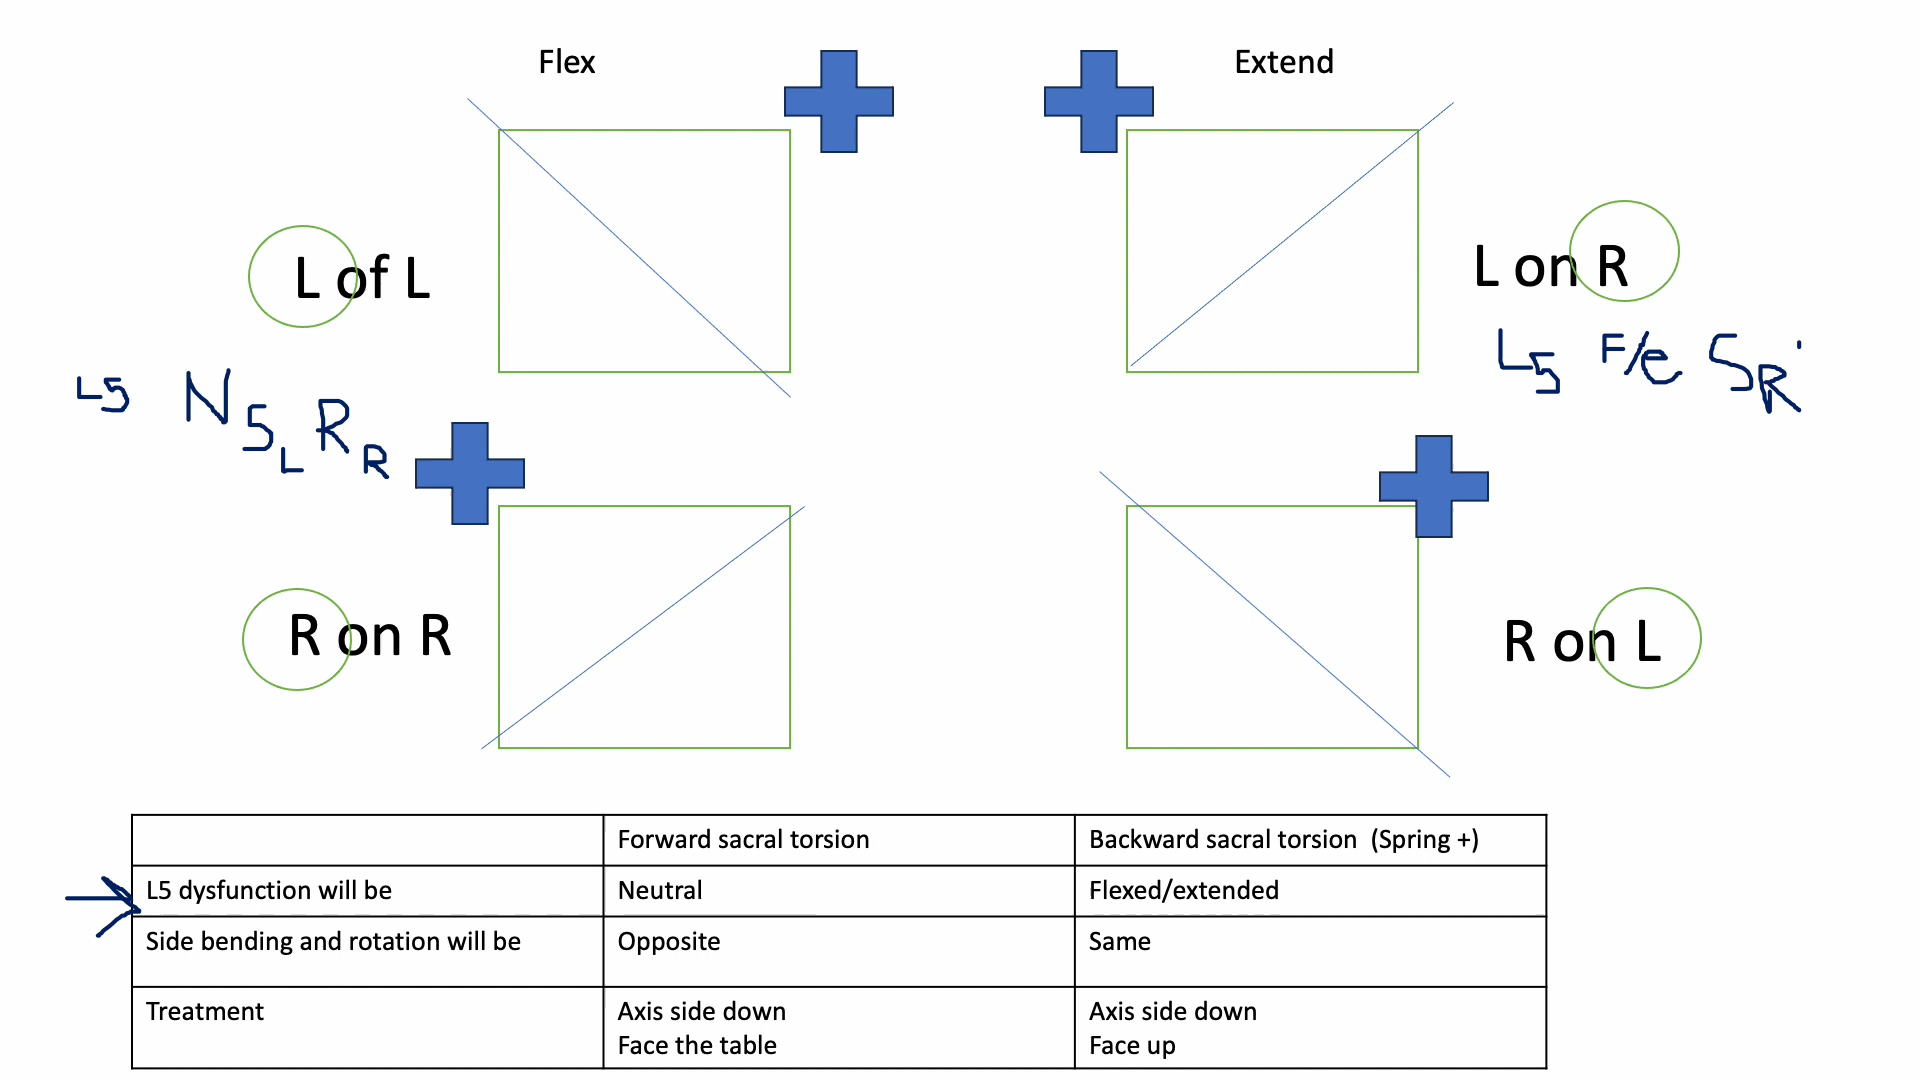 Flex
Extend
L of L
L on R
L5 F/e SR
L5 N SL RR
R on R
R on L
Forward sacral torsion
Backward sacral torsion (Spring +)
L5 dysfunction will be
Neutral
Flexed/extended
Side bending and rotation will be
Opposite
Same
Treatment
Axis side down
Face the table
Axis side down
Face up